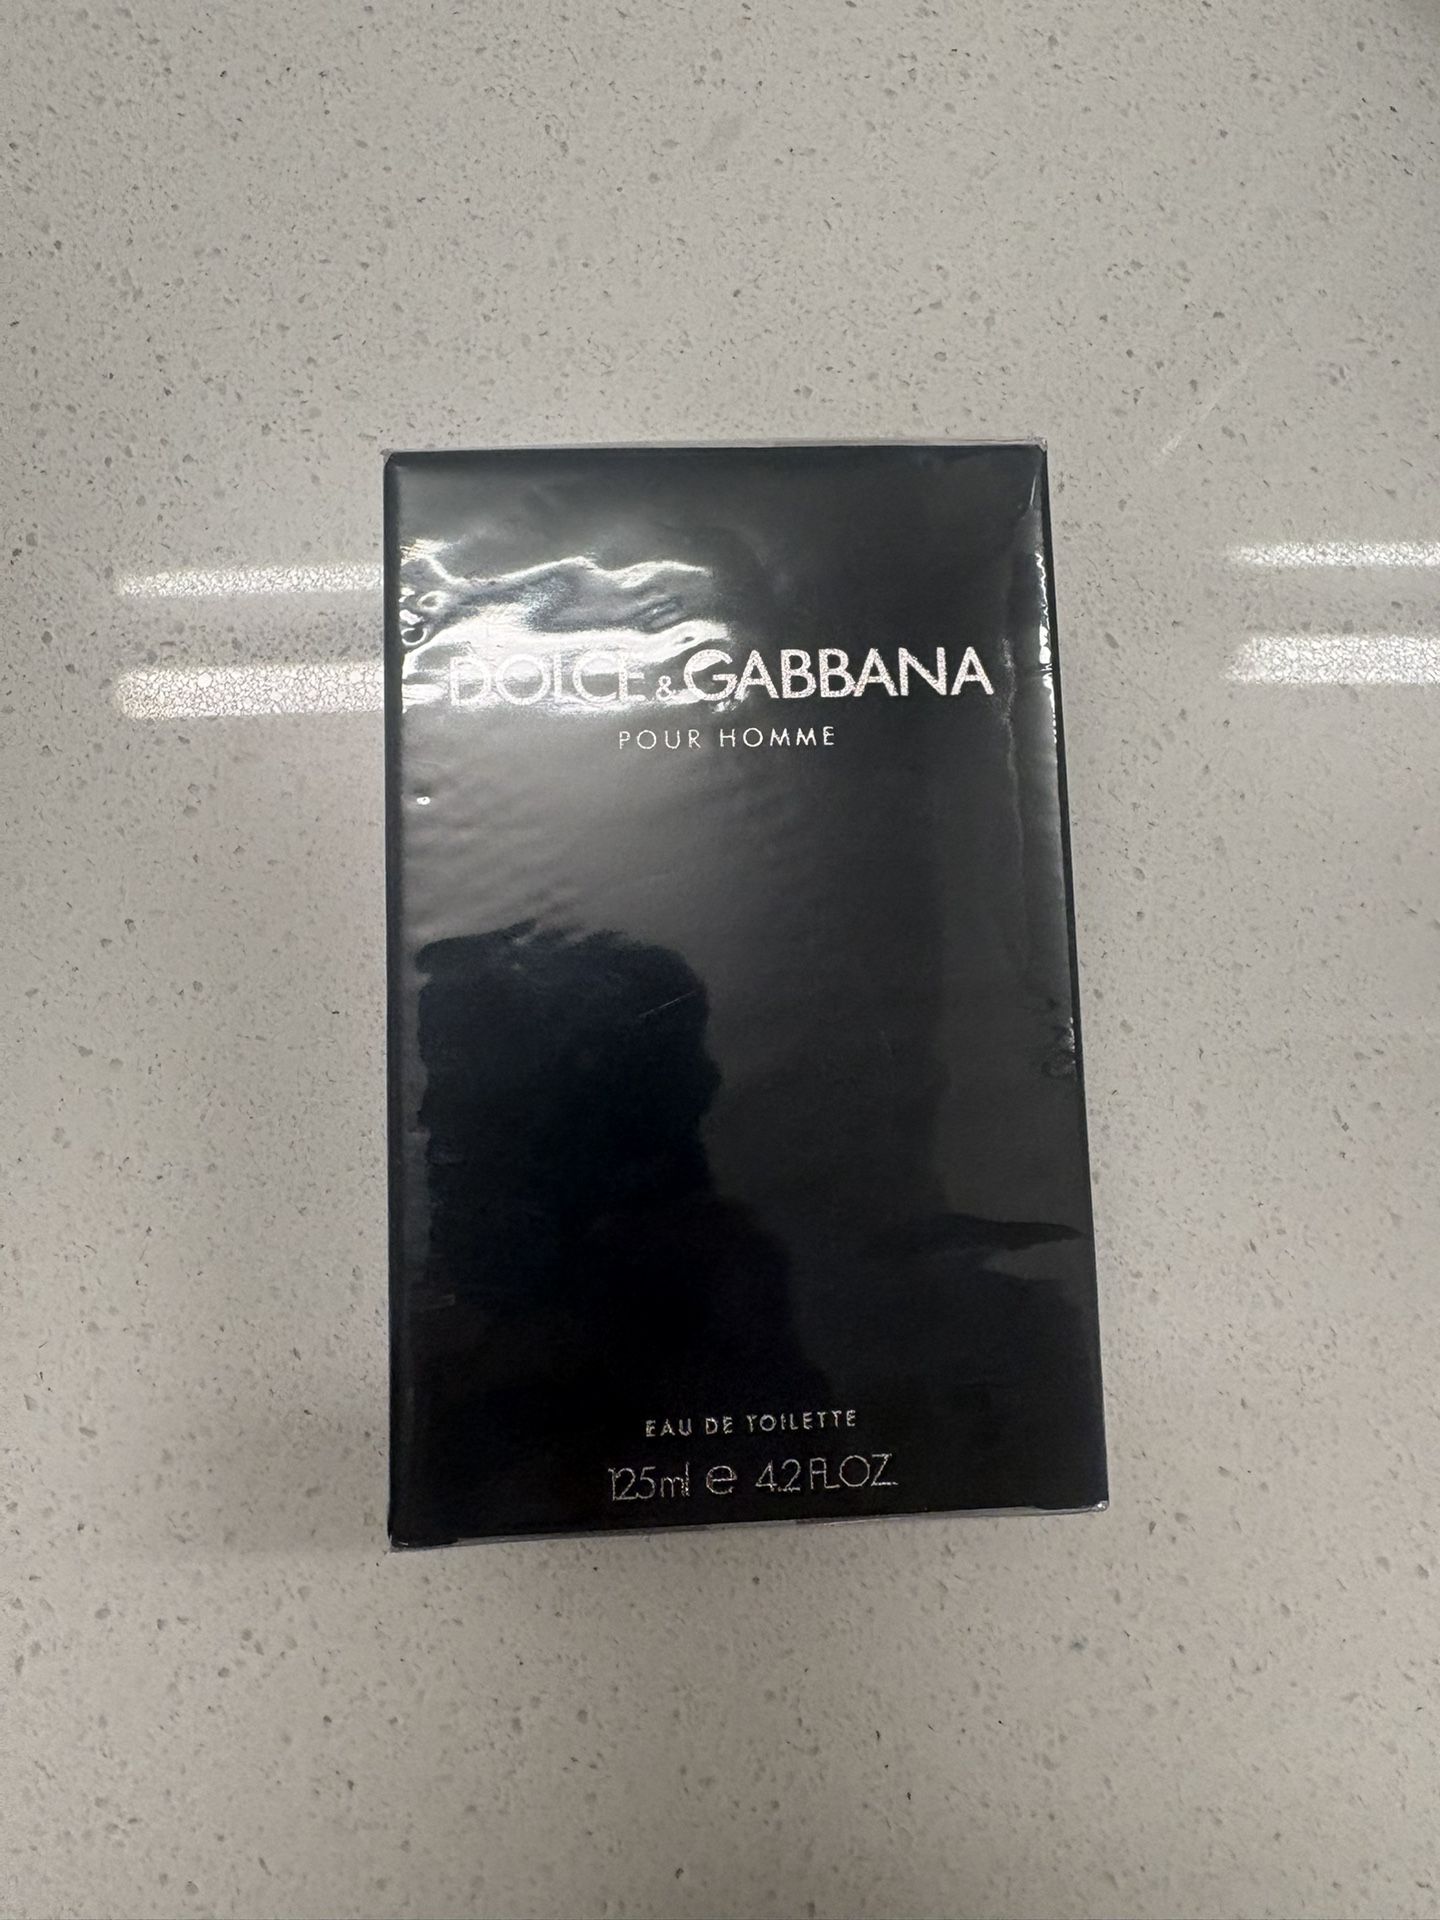 DOLCE & GABBANA
POUR HOMME
EAU DE TOILETTE
125ml e 4.2 FL.OZ.